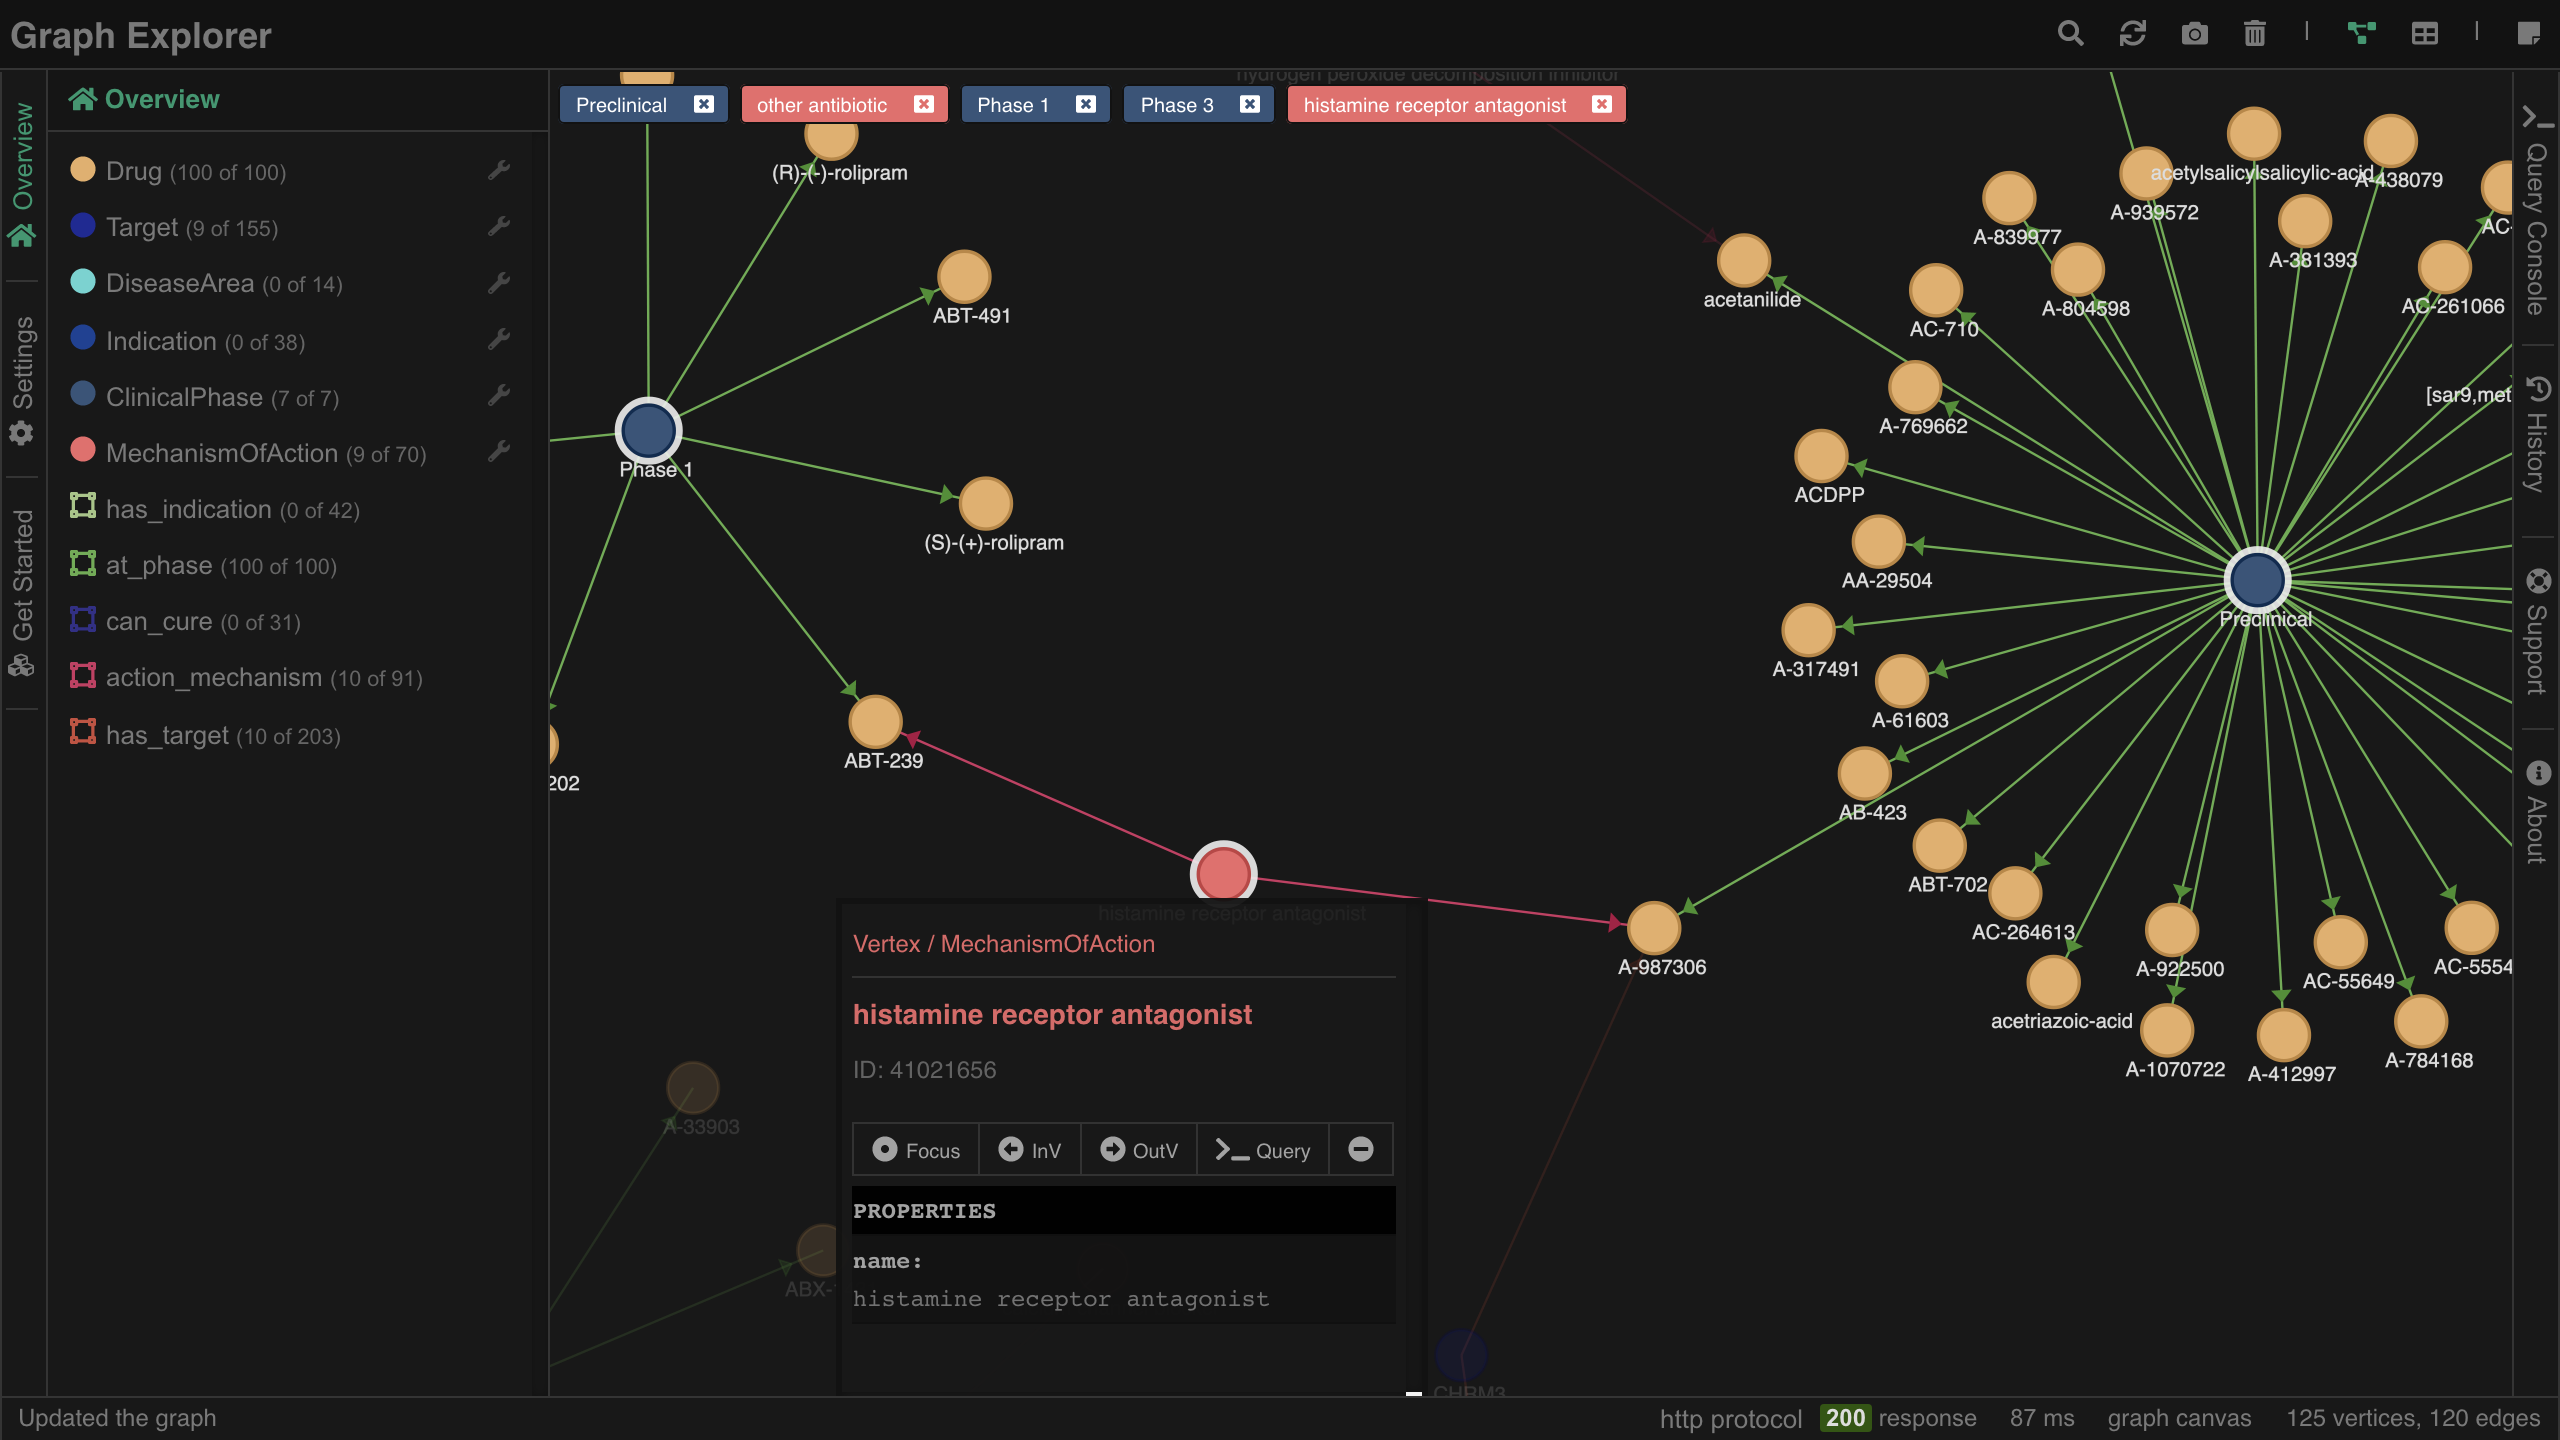 Graph Explorer
Overview
Settings
Get Started
Overview
Drug (100 of 100)
Target (9 of 155)
DiseaseArea (0 of 14)
Indication (0 of 38)
ClinicalPhase (7 of 7)
MechanismOfAction (9 of 70)
has_indication (0 of 42)
at_phase (100 of 100)
can_cure (0 of 31)
action_mechanism (10 of 91)
has_target (10 of 203)
hydrogen peroxide decomposition inhibitor
Preclinical
other antibiotic
Phase 1
Phase 3
histamine receptor antagonist
(R)-(-)-rolipram
ABT-491
Phase 1
(S)-(+)-rolipram
ABT-239
202
A-33903
ABX-
histamine receptor antagonist
Vertex / MechanismOfAction
histamine receptor antagonist
ID: 41021656
Focus
InV
OutV
Query
PROPERTIES
name:
histamine receptor antagonist
CHRM3
A-987306
acetanilide
acetylsalicylsalicylic-acid
A-438079
A-939572
A-839977
A-381393
AC-
AC-261066
A-804598
AC-710
[sar9,met
A-769662
ACDPP
AA-29504
Preclinical
A-317491
A-61603
AB-423
ABT-702
AC-264613
A-922500
AC-55649
AC-5554
acetriazoic-acid
A-1070722
A-412997
A-784168
Query Console
History
Support
About
Updated the graph
http protocol 200 response 87 ms graph canvas 125 vertices, 120 edges